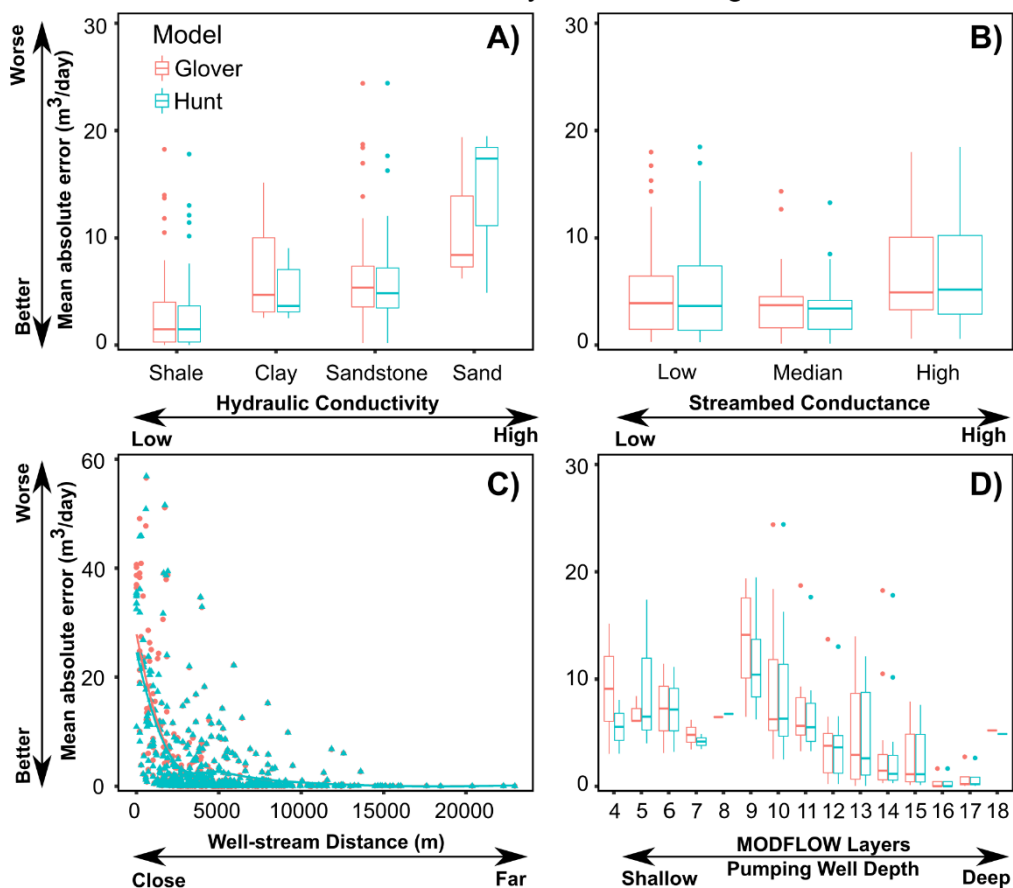 Worse
Better
Mean absolute error (m3/day)
30
20
10
0
Model
Glover
Hunt
A)
Shale Clay Sandstone Sand
Hydraulic Conductivity
Low High
30
20
10
0
B)
Low Median High
Streambed Conductance
Low High
Worse
Better
Mean absolute error (m3/day)
60
40
20
0
C)
0 5000 10000 15000 20000
Well-stream Distance (m)
Close Far
30
20
10
0
D)
4 5 6 7 8 9 10 11 12 13 14 15 16 17 18
MODFLOW Layers
Pumping Well Depth
Shallow Deep